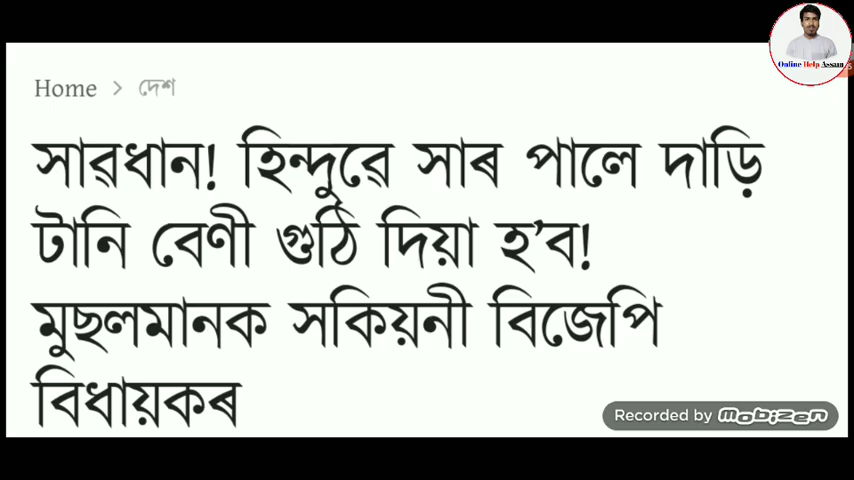 Online Help Assam
Home > দেশ
সাৱধান! হিন্দুৱে সাৰ পালে দাড়ি
টানি বেণী গুঠি দিয়া হ’ব!
মুছলমানক সকিয়নী বিজেপি
বিধায়কৰ
Recorded by mobizen